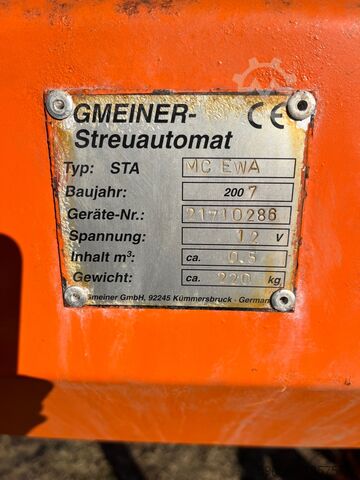 GMEINER- CE
Streuautomat
Typ: STA MC EWA
Baujahr: 2007
Geräte-Nr.: 21710286
Spannung: 12 V
Inhalt m³: ca. 0.5
Gewicht: ca. 220 kg
Gmeiner GmbH, 92245 Kümmersbruck - Germany